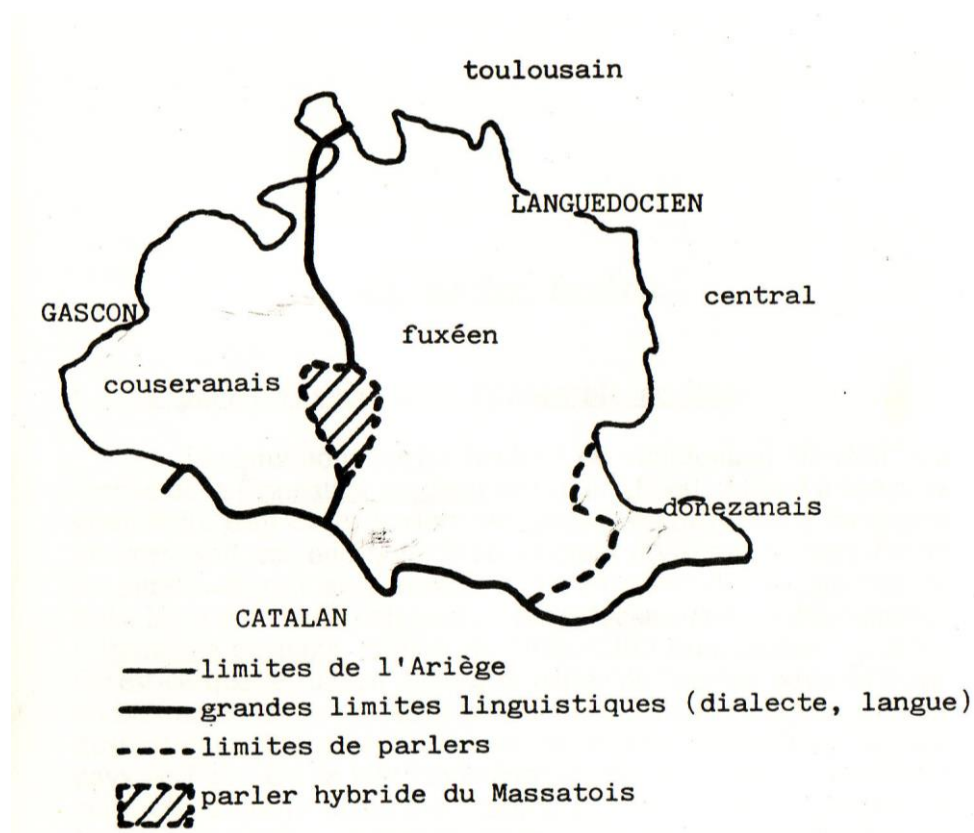 toulousain
LANGUEDOCIEN
central
GASCON
fuxéen
couseranais
donezanais
CATALAN
limites de l'Ariège
grandes limites linguistiques (dialecte, langue)
limites de parlers
parler hybride du Massatois